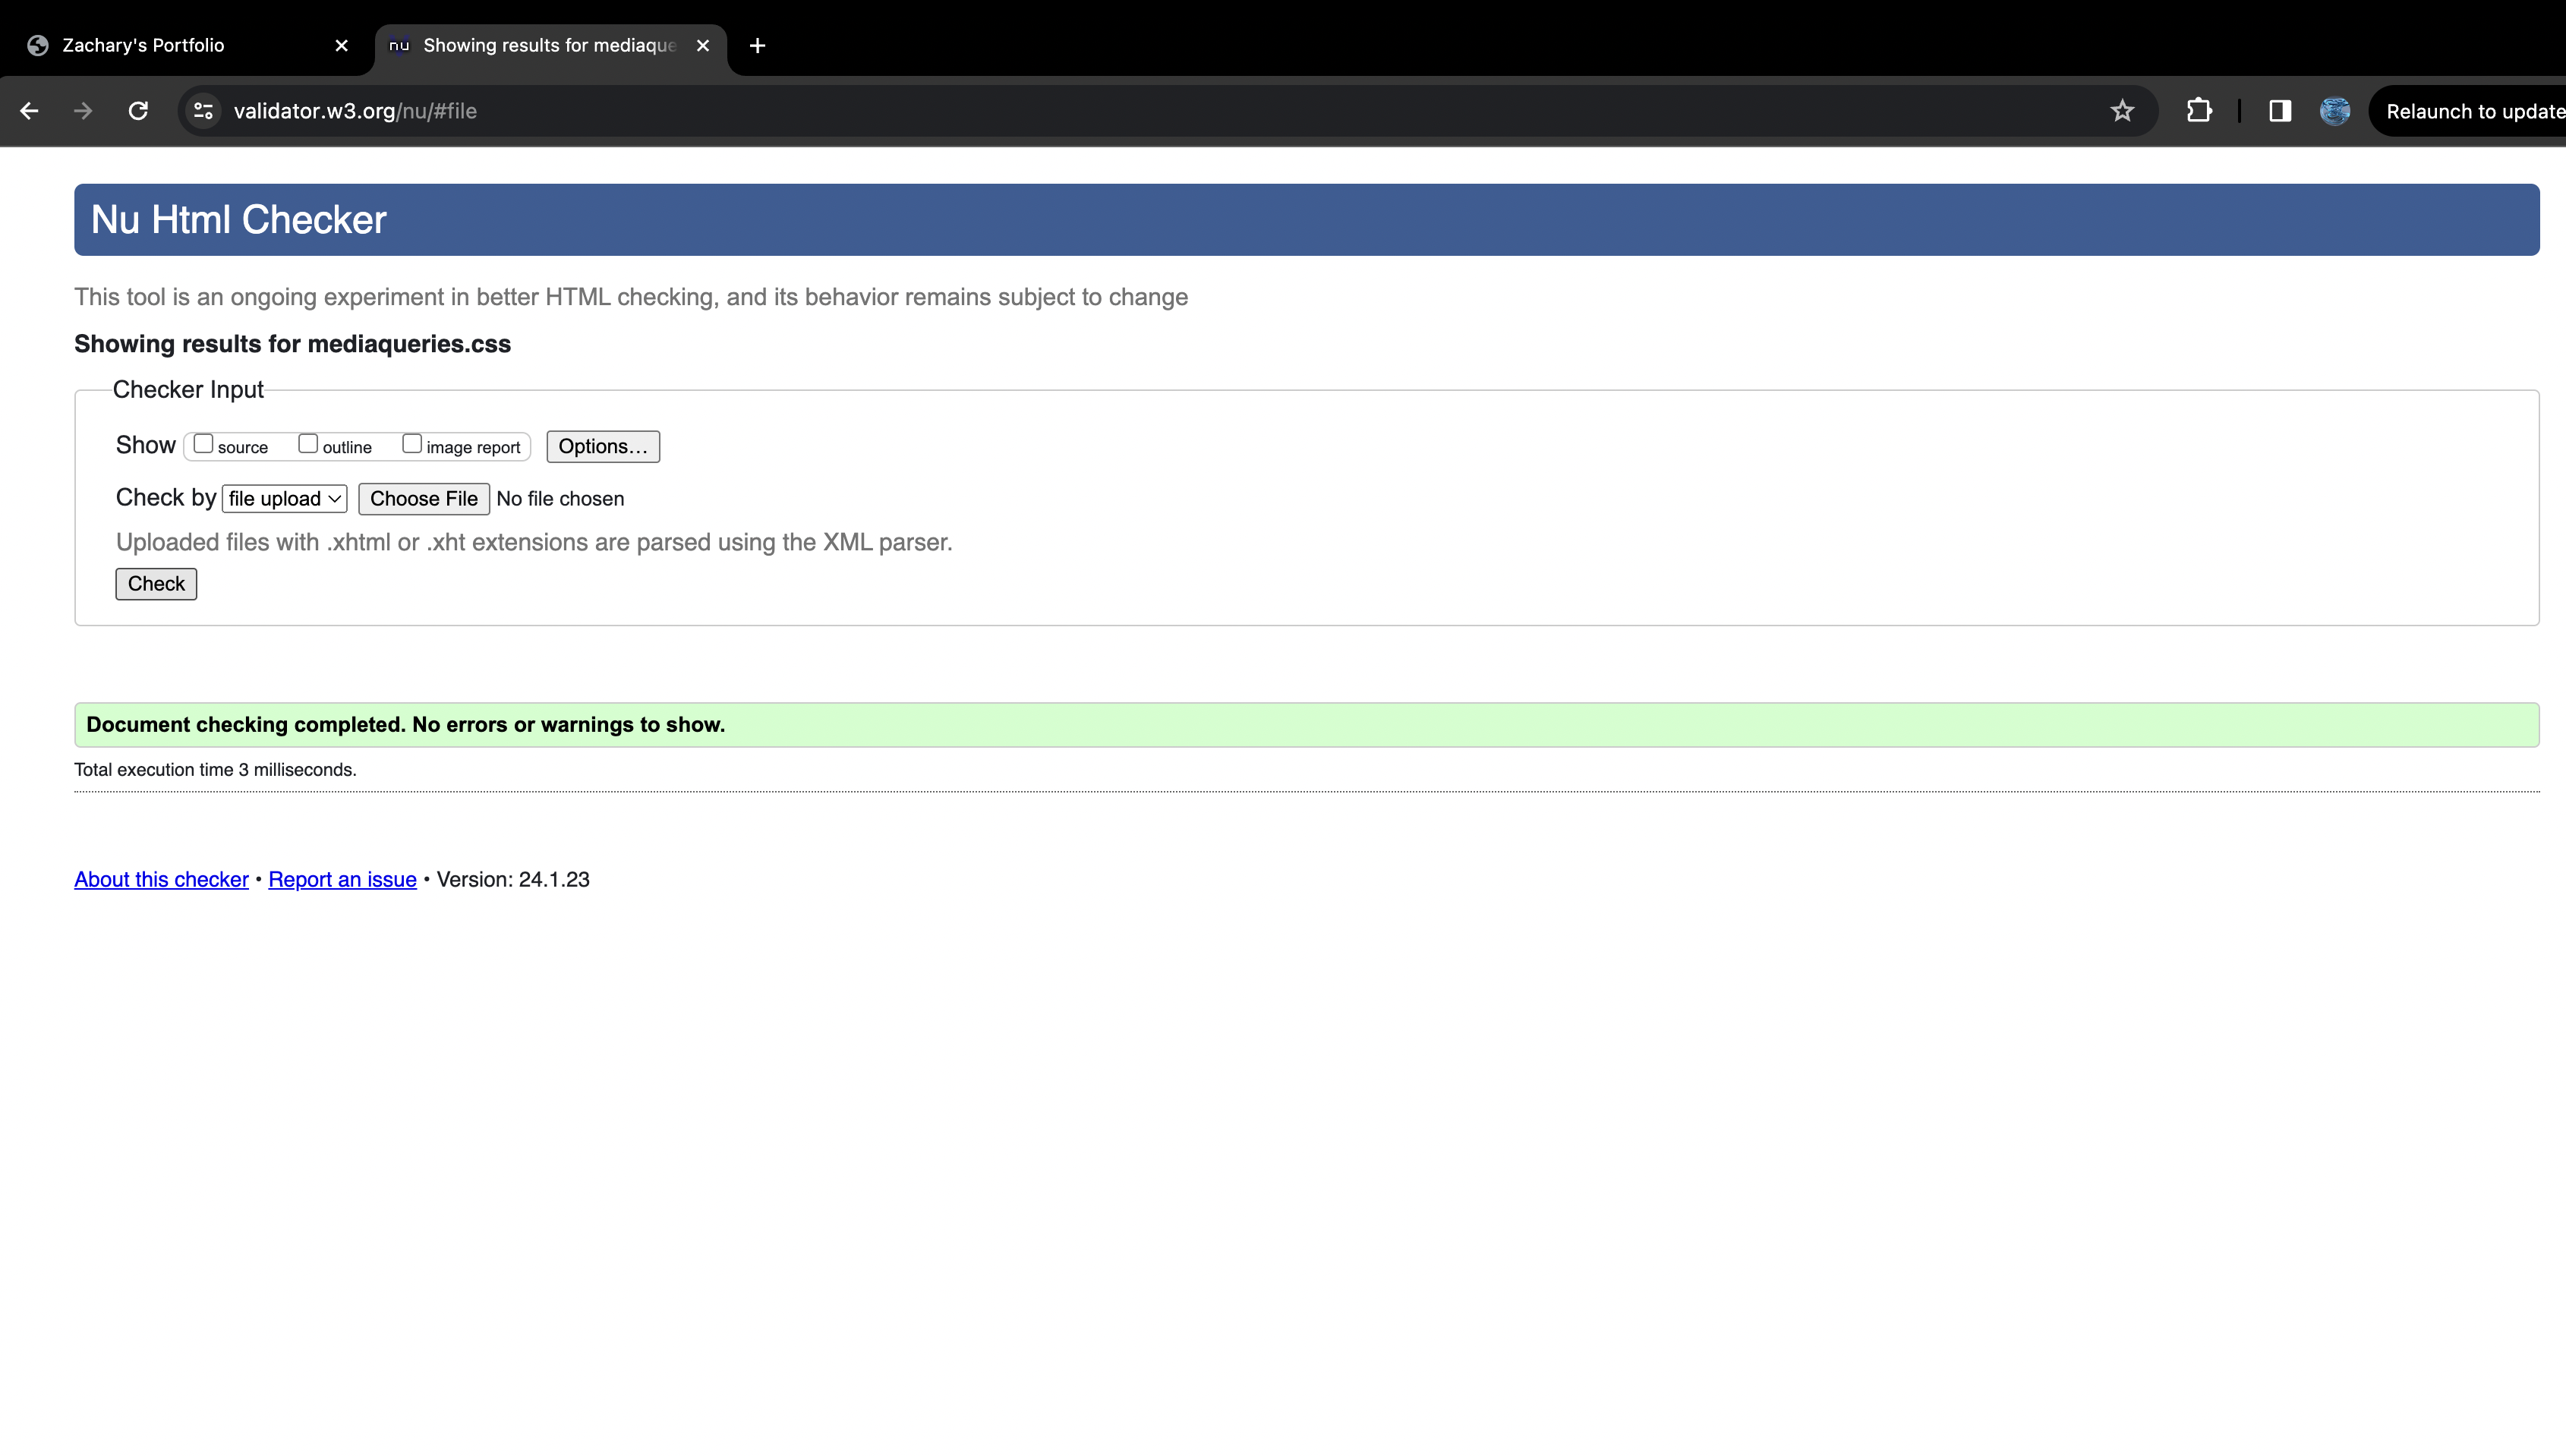 Zachary's Portfolio
nu Showing results for mediaque
validator.w3.org/nu/#file
Relaunch to update
Nu Html Checker
This tool is an ongoing experiment in better HTML checking, and its behavior remains subject to change
Showing results for mediaqueries.css
Checker Input
Show source outline image report Options…
Check by file upload Choose File No file chosen
Uploaded files with .xhtml or .xht extensions are parsed using the XML parser.
Check
Document checking completed. No errors or warnings to show.
Total execution time 3 milliseconds.
About this checker • Report an issue • Version: 24.1.23